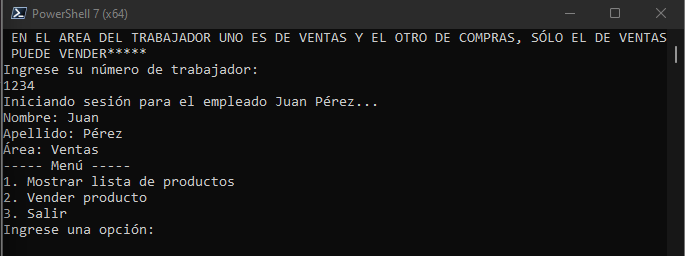 PowerShell 7 (x64)
EN EL AREA DEL TRABAJADOR UNO ES DE VENTAS Y EL OTRO DE COMPRAS, SÓLO EL DE VENTAS
PUEDE VENDER*****
Ingrese su número de trabajador:
1234
Iniciando sesión para el empleado Juan Pérez...
Nombre: Juan
Apellido: Pérez
Área: Ventas
----- Menú -----
1. Mostrar lista de productos
2. Vender producto
3. Salir
Ingrese una opción: